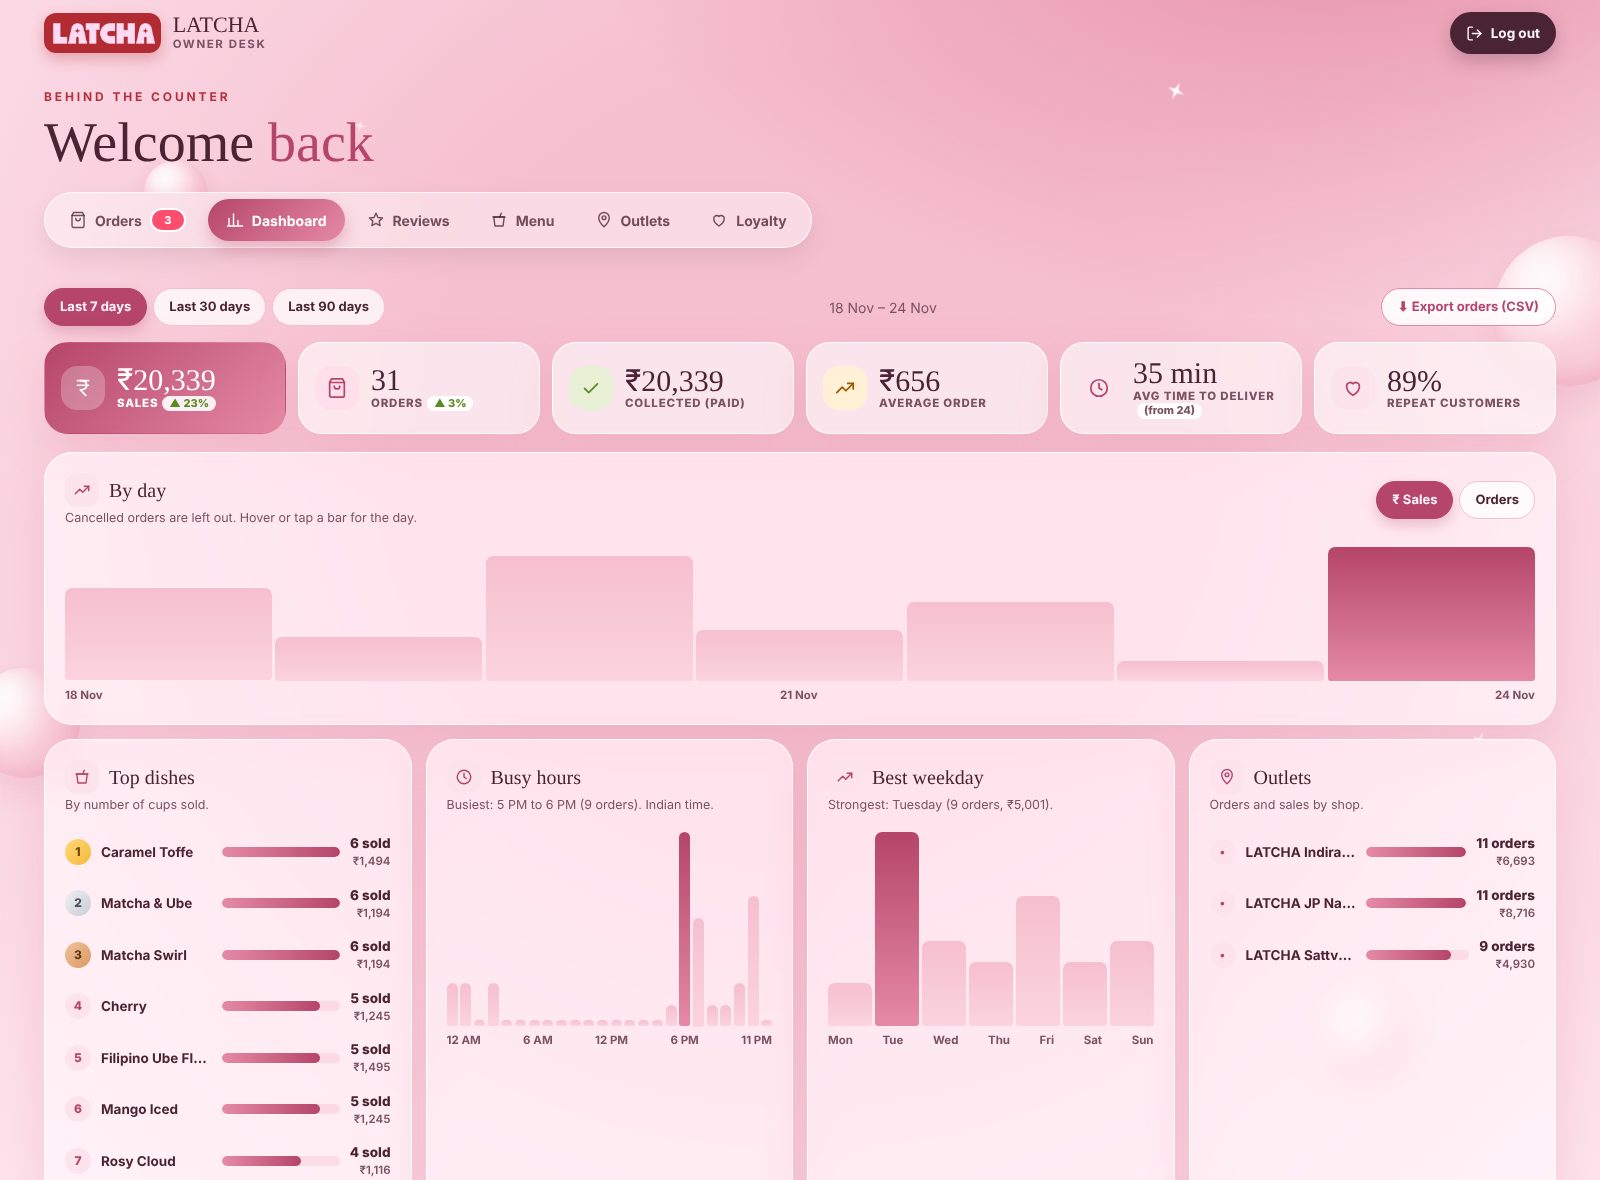 LATCHA
LATCHA
OWNER DESK
Log out
BEHIND THE COUNTER
Welcome back
Orders 3
Dashboard
Reviews
Menu
Outlets
Loyalty
Last 7 days
Last 30 days
Last 90 days
18 Nov – 24 Nov
⬇ Export orders (CSV)
₹
₹20,339
SALES ▲ 23%
31
ORDERS ▲ 3%
₹20,339
COLLECTED (PAID)
₹656
AVERAGE ORDER
35 min
AVG TIME TO DELIVER
(from 24)
89%
REPEAT CUSTOMERS
By day
Cancelled orders are left out. Hover or tap a bar for the day.
₹ Sales
Orders
18 Nov
21 Nov
24 Nov
Top dishes
By number of cups sold.
1 Caramel Toffe 6 sold
₹1,494
2 Matcha & Ube 6 sold
₹1,194
3 Matcha Swirl 6 sold
₹1,194
4 Cherry 5 sold
₹1,245
5 Filipino Ube Fl... 5 sold
₹1,495
6 Mango Iced 5 sold
₹1,245
7 Rosy Cloud 4 sold
₹1,116
Busy hours
Busiest: 5 PM to 6 PM (9 orders). Indian time.
12 AM 6 AM 12 PM 6 PM 11 PM
Best weekday
Strongest: Tuesday (9 orders, ₹5,001).
Mon Tue Wed Thu Fri Sat Sun
Outlets
Orders and sales by shop.
• LATCHA Indira... 11 orders
₹6,693
• LATCHA JP Na... 11 orders
₹8,716
• LATCHA Sattv... 9 orders
₹4,930